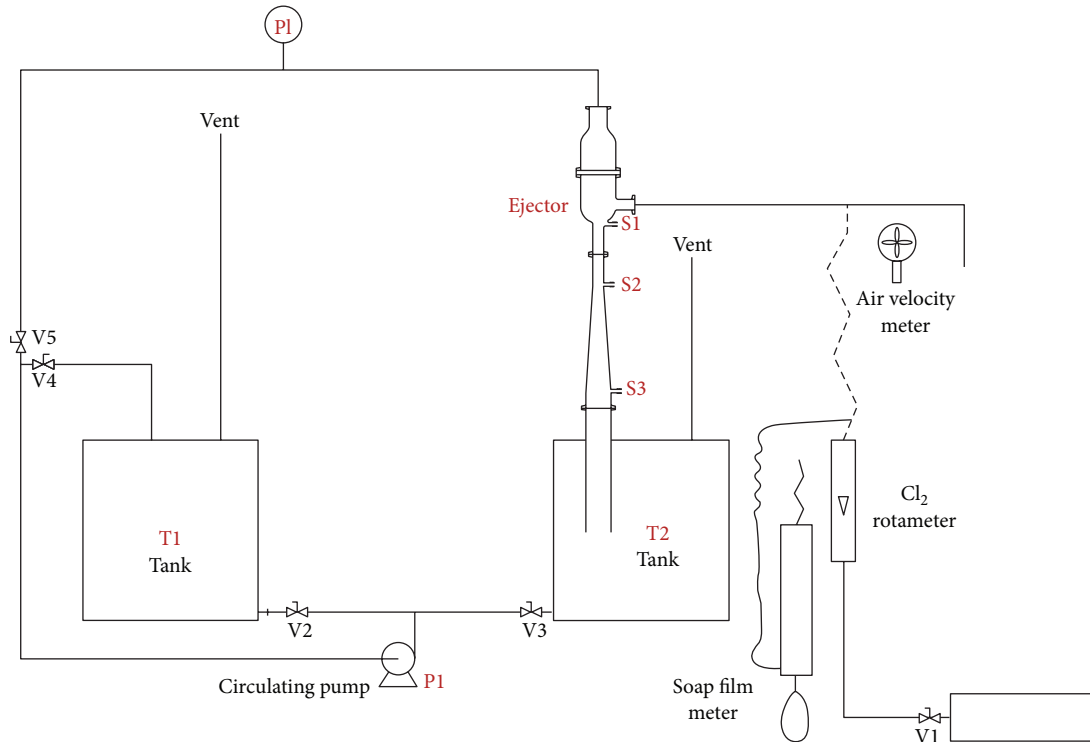 PI
Vent
Ejector
S1
Vent
S2
Air velocity
meter
V5
V4
S3
Cl₂
rotameter
T1
Tank
T2
Tank
V2
V3
Circulating pump
P1
Soap film
meter
V1